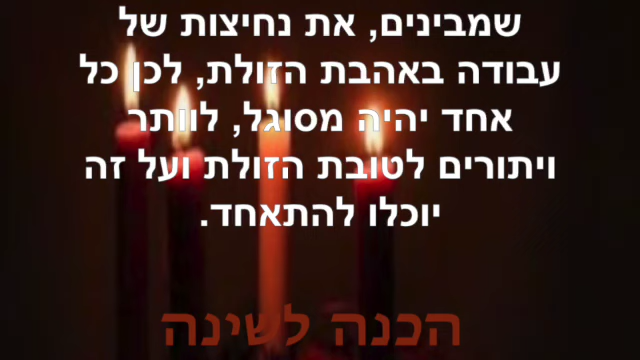 שמבינים, את נחיצות של
עבודה באהבת הזולת, לכן כל
אחד יהיה מסוגל, לוותר
ויתורים לטובת הזולת ועל זה
יוכלו להתאחד.
הכנה לשינה